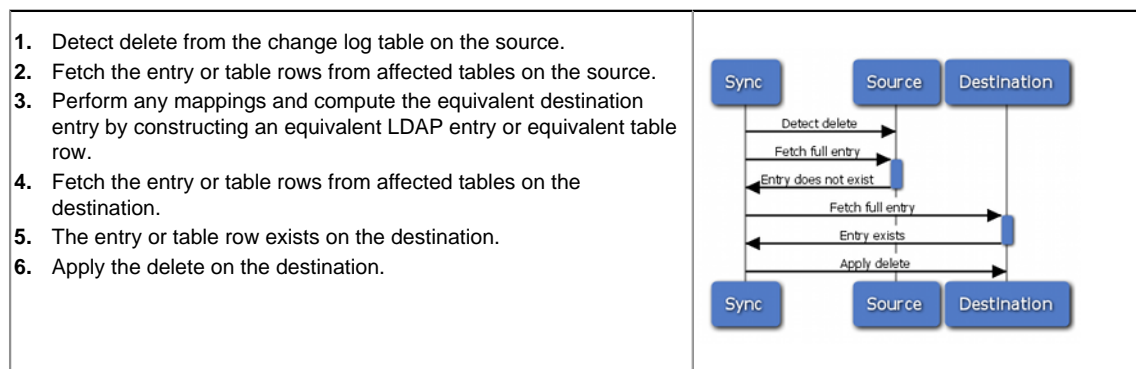 1. Detect delete from the change log table on the source.
2. Fetch the entry or table rows from affected tables on the source.
3. Perform any mappings and compute the equivalent destination
entry by constructing an equivalent LDAP entry or equivalent table
row.
4. Fetch the entry or table rows from affected tables on the
destination.
5. The entry or table row exists on the destination.
6. Apply the delete on the destination.
Sync Source Destination
Detect delete
Fetch full entry
Entry does not exist
Fetch full entry
Entry exists
Apply delete
Sync Source Destination